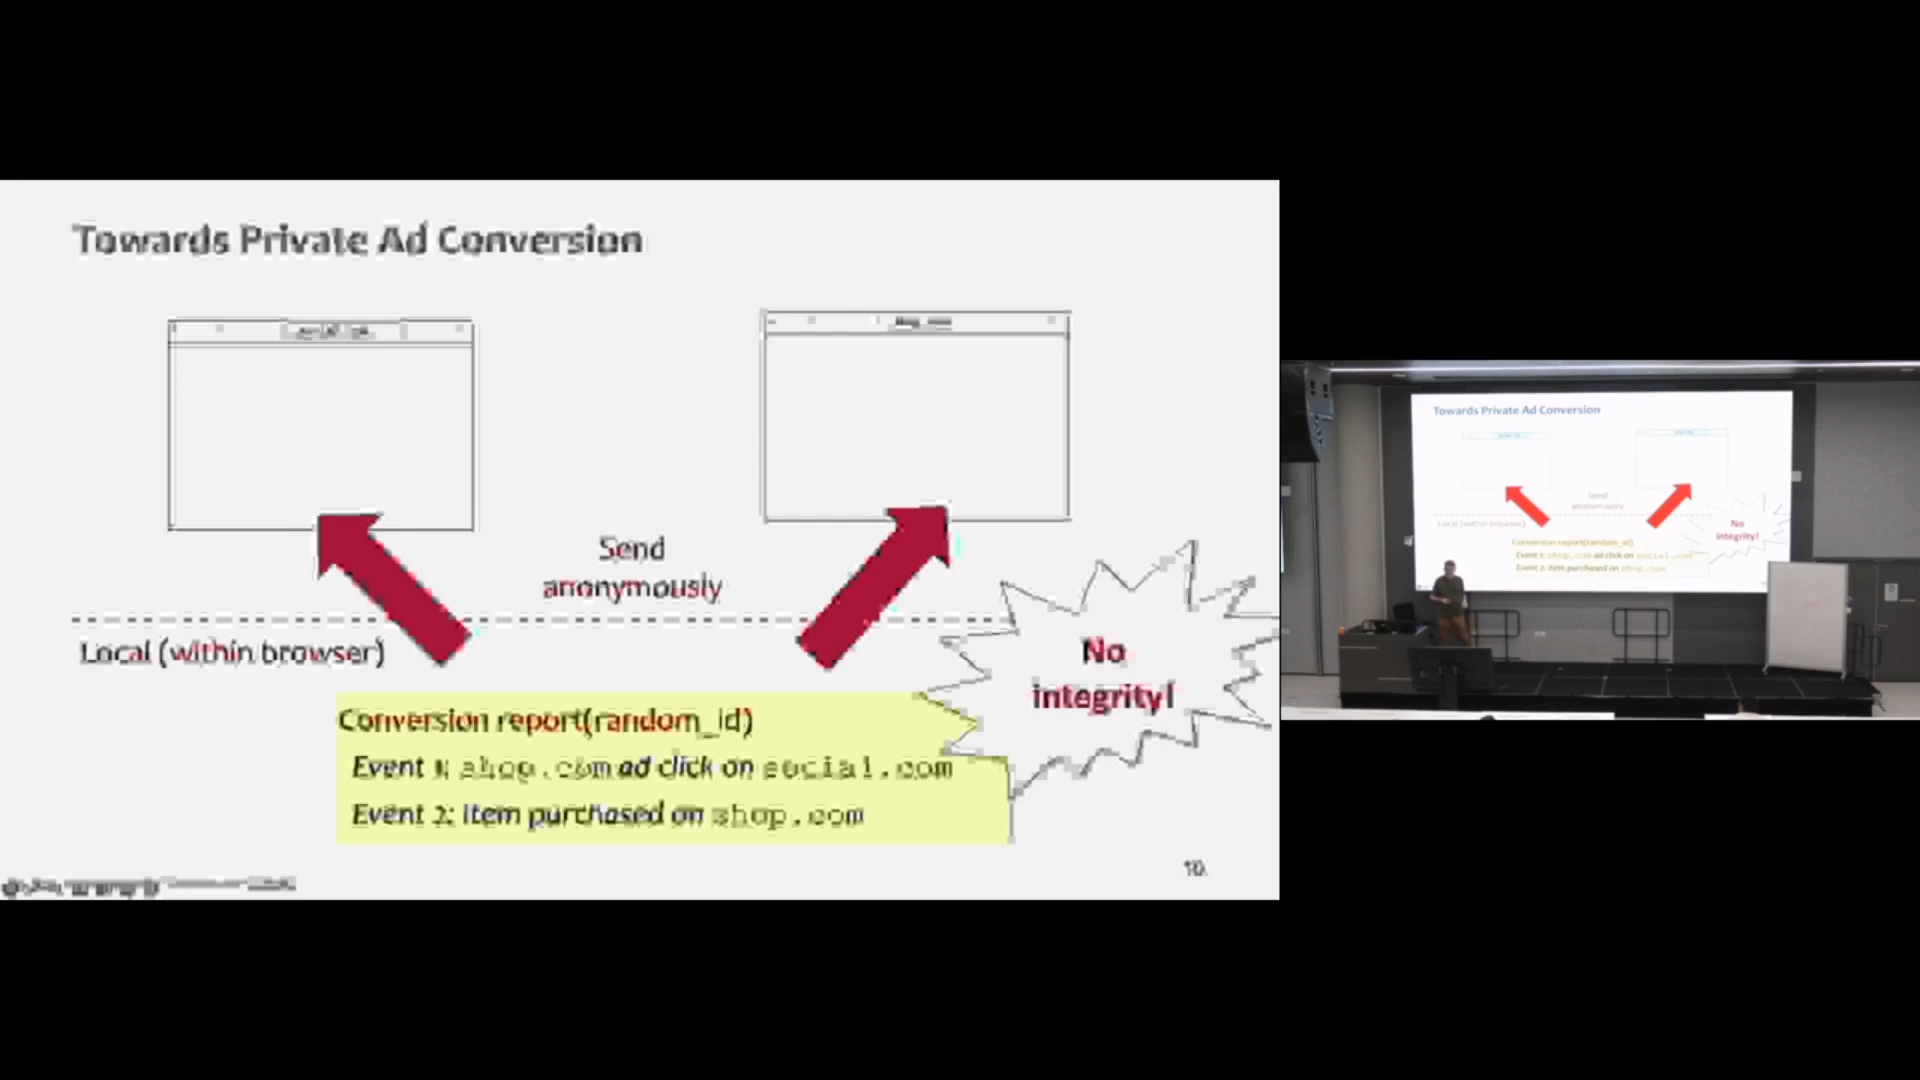 Towards Private Ad Conversion
Send
anonymously
Local (within browser)
No
integrity!
Conversion report(random_id)
Event 1: shop.com ad click on social.com
Event 2: Item purchased on shop.com
10
Towards Private Ad Conversion
Send
anonymously
Local (within browser)
No
integrity!
Conversion report(random_id)
Event 1: shop.com ad click on social.com
Event 2: Item purchased on shop.com